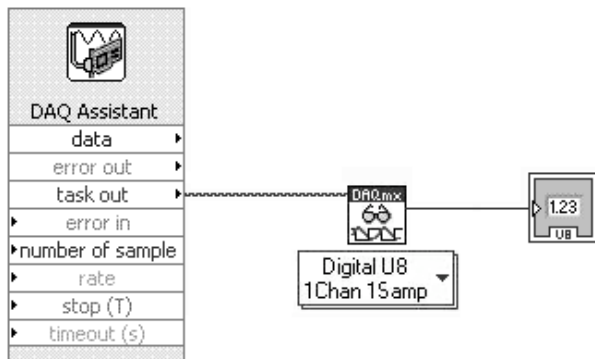 DAQ Assistant
data
error out
task out
error in
number of sample
rate
stop (T)
timeout (s)
DAQmx
Digital U8
1Chan 1Samp
1.23
U8